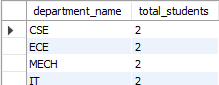 department_name total_students
CSE 2
ECE 2
MECH 2
IT 2